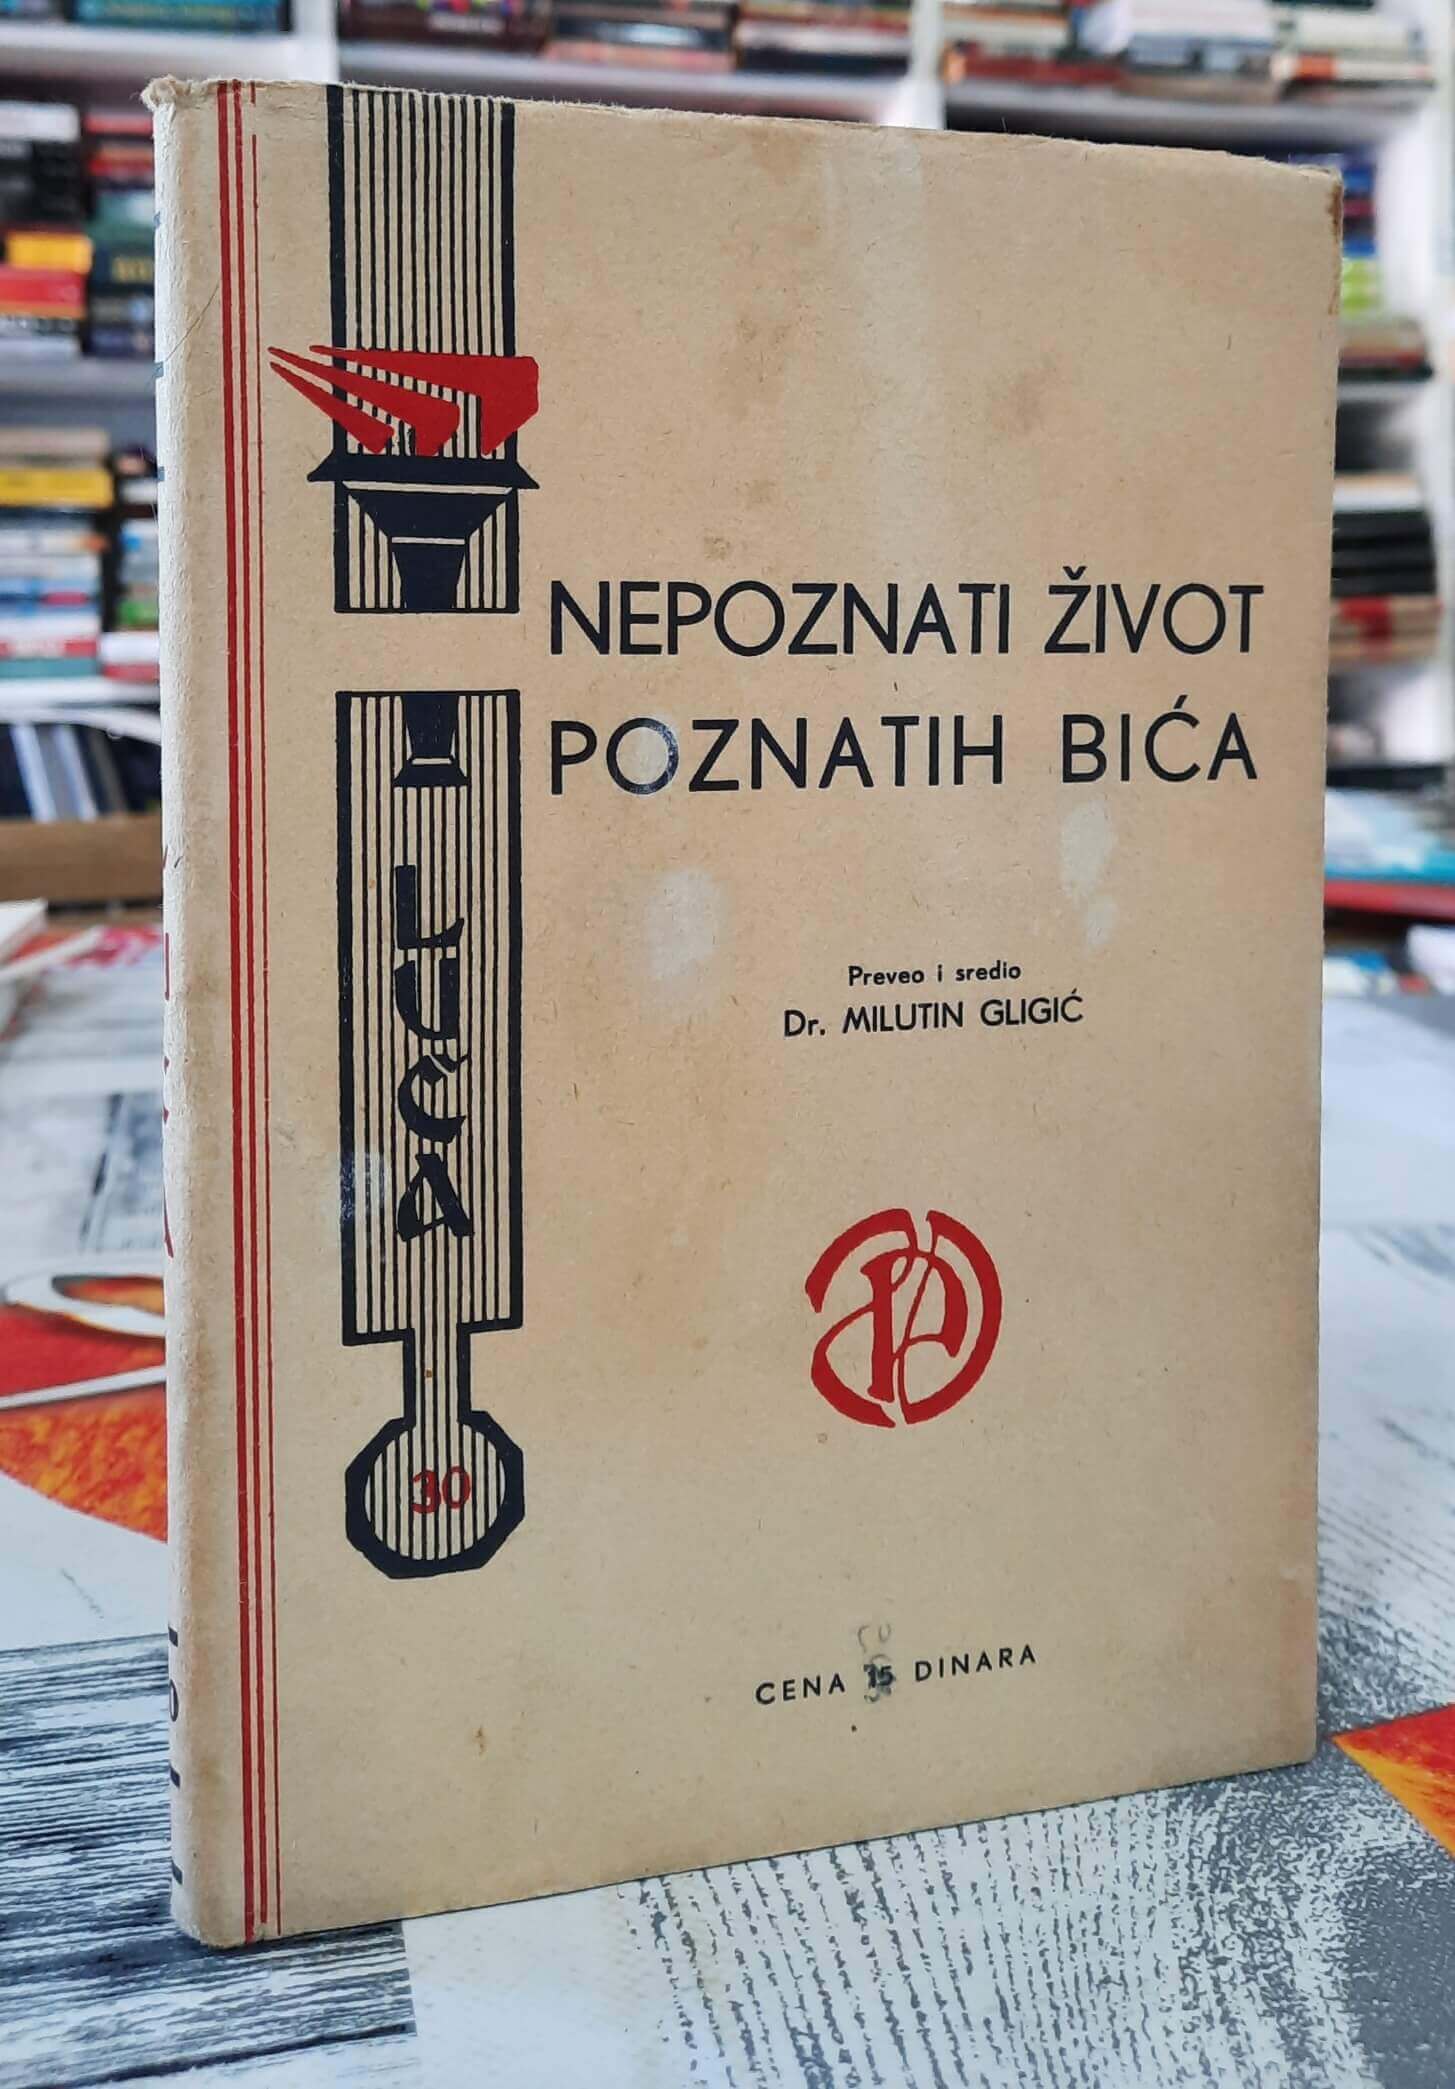 NEPOZNATI ŽIVOT
POZNATIH BIĆA
Preveo i sredio
Dr. MILUTIN GLIGIĆ
LUČA
30
CENA 15 DINARA